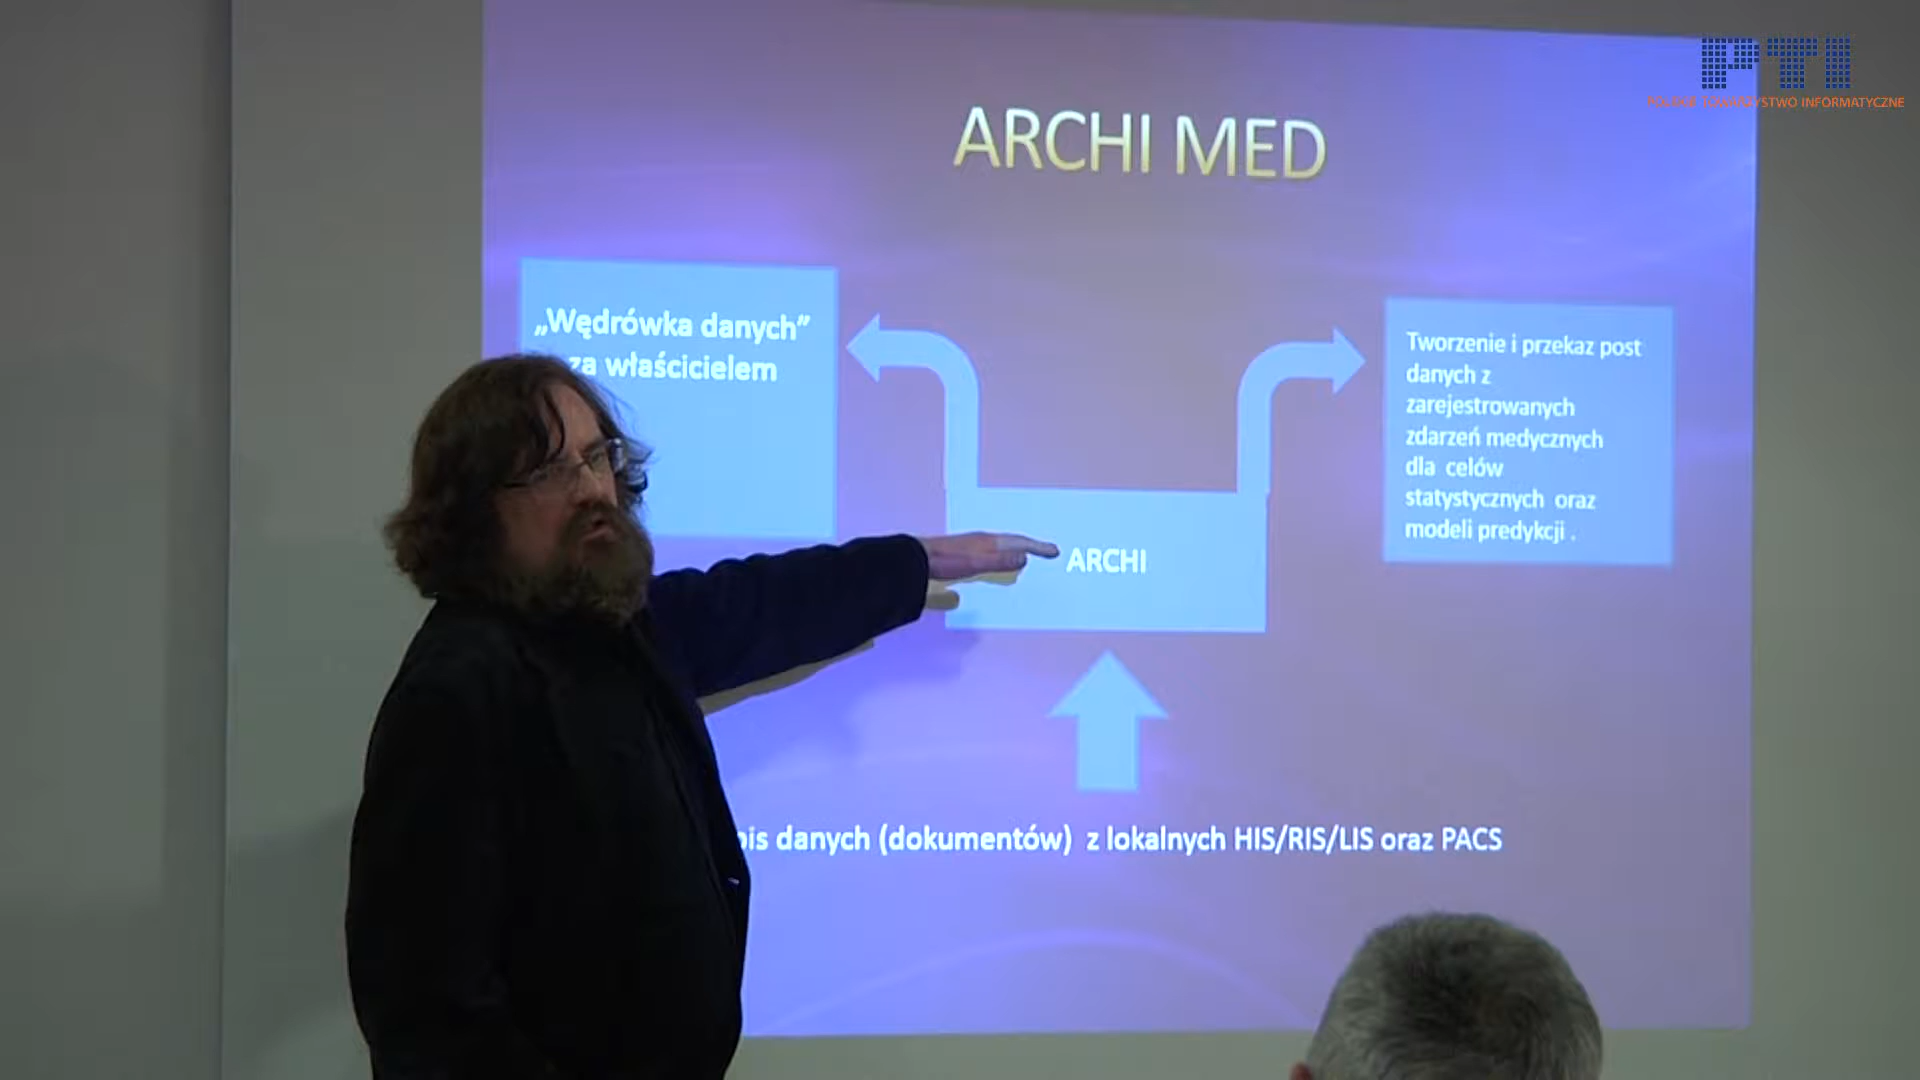 PTI
POLSKIE TOWARZYSTWO INFORMATYCZNE
ARCHI MED
„Wędrówka danych”
za właścicielem
Tworzenie i przekaz post
danych z
zarejestrowanych
zdarzeń medycznych
dla celów
statystycznych oraz
modeli predykcji .
ARCHI
danych (dokumentów) z lokalnych HIS/RIS/LIS oraz PACS